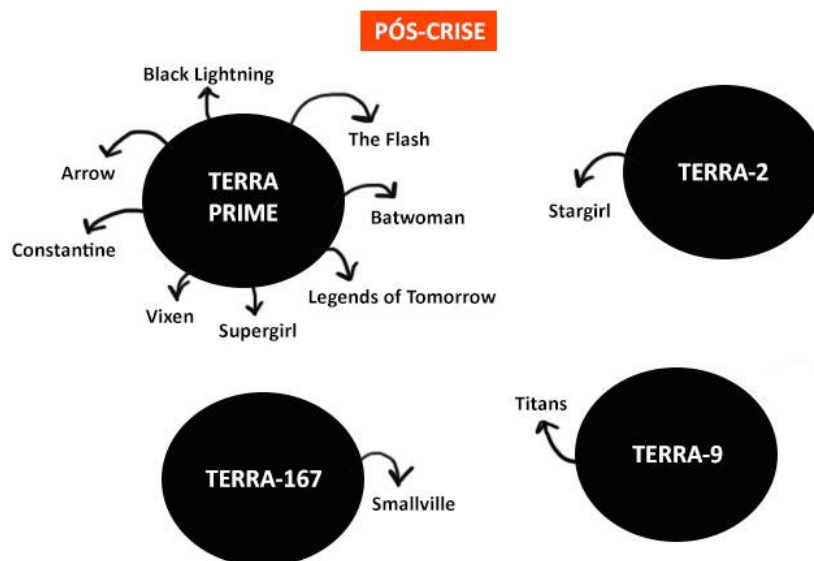 PÓS-CRISE
Black Lightning
The Flash
Arrow
TERRA
PRIME
Batwoman
Constantine
Legends of Tomorrow
Vixen
Supergirl
TERRA-2
Stargirl
TERRA-167
Smallville
Titans
TERRA-9